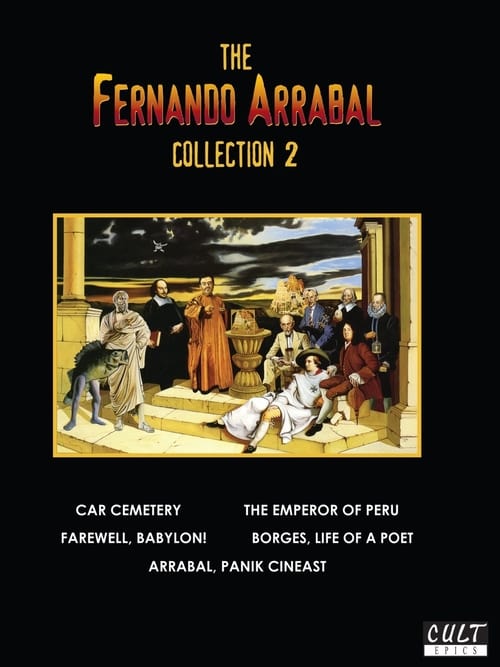 THE
FERNANDO ARRABAL
COLLECTION 2
CAR CEMETERY
THE EMPEROR OF PERU
FAREWELL, BABYLON!
BORGES, LIFE OF A POET
ARRABAL, PANIK CINEAST
CULT
EPICS